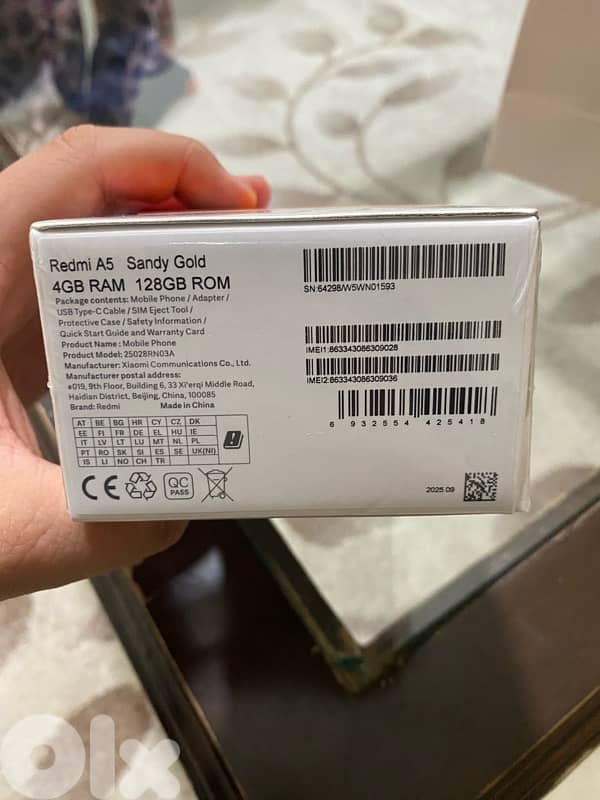 Redmi A5 Sandy Gold
4GB RAM 128GB ROM
Package contents: Mobile Phone / Adapter /
USB Type-C Cable / SIM Eject Tool /
Protective Case / Safety Information /
Quick Start Guide and Warranty Card
Product Name : Mobile Phone
Product Model: 25028RN03A
Manufacturer: Xiaomi Communications Co., Ltd.
Manufacturer postal address:
#019, 9th Floor, Building 6, 33 Xi'erqi Middle Road,
Haidian District, Beijing, China, 100085
Brand: Redmi Made in China
AT BE BG HR CY CZ DK
EE FI FR DE EL HU IE
IT LV LT LU MT NL PL
PT RO SK SI ES SE UK(NI)
IS LI NO CH TR
CE QC PASS
SN:64298/W5WN01593
IMEI1:863343086309028
IMEI2:863343086309036
6 932554 425418
2025.09
olx